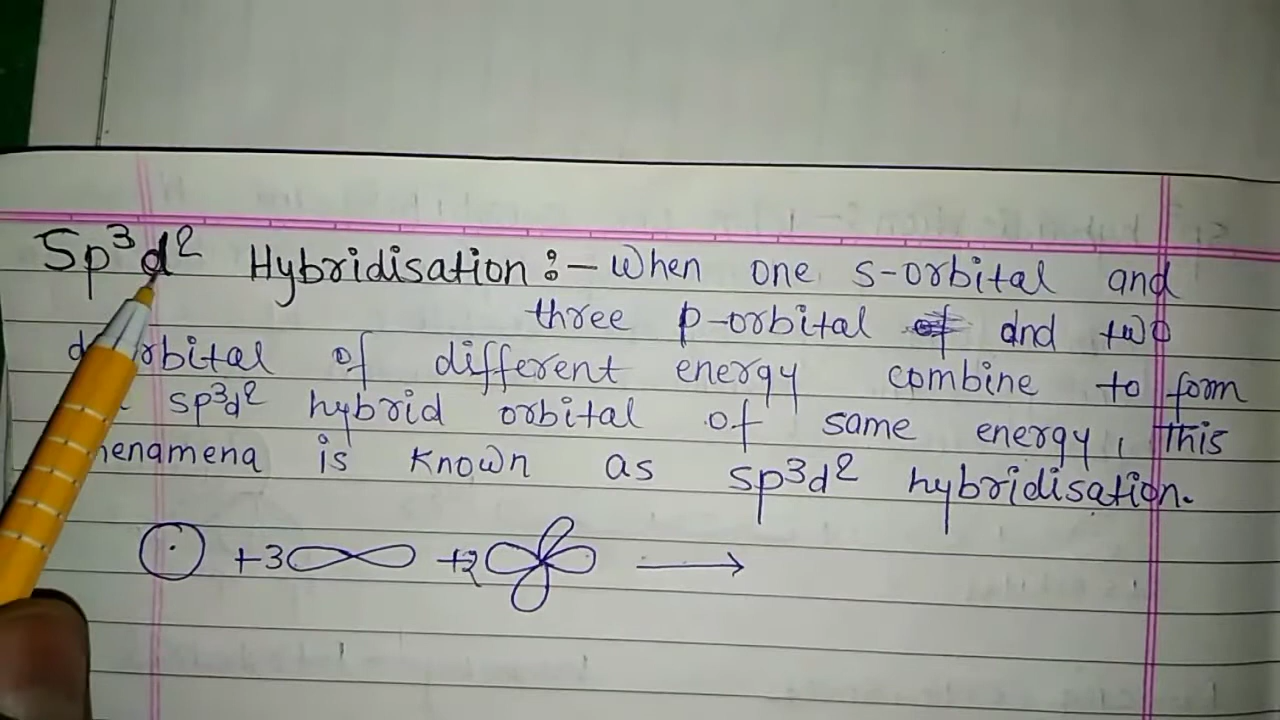 Sp³d² Hybridisation :- When one s-orbital and
three p-orbital and two
orbital of different energy combine to form
sp³d² hybrid orbital of same energy, this
henamena is known as sp³d² hybridisation.
+3 +2 →